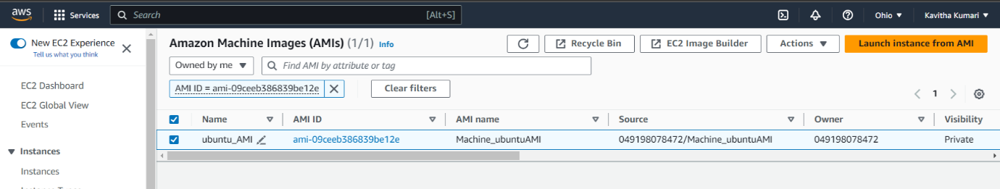 aws Services Search [Alt+S] Ohio Kavitha Kumari
New EC2 Experience
Tell us what you think
EC2 Dashboard
EC2 Global View
Events
Instances
Instances
Amazon Machine Images (AMIs) (1/1) Info
Recycle Bin EC2 Image Builder Actions Launch instance from AMI
Owned by me Find AMI by attribute or tag
AMI ID = ami-09ceeb386839be12e Clear filters
1
Name AMI ID AMI name Source Owner Visibility
ubuntu_AMI ami-09ceeb386839be12e Machine_ubuntuAMI 049198078472/Machine_ubuntuAMI 049198078472 Private